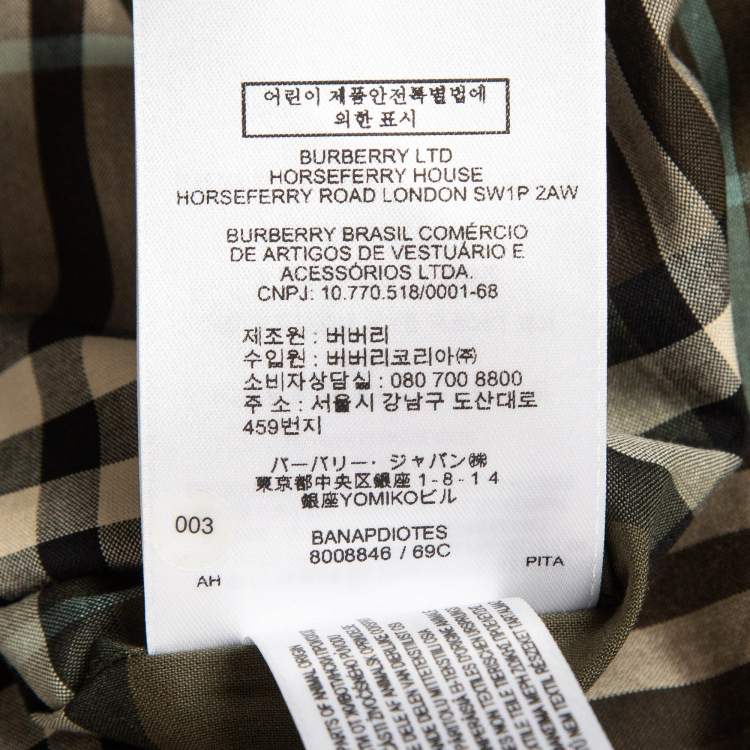 어린이 제품안전특별법에
의한 표시
BURBERRY LTD
HORSEFERRY HOUSE
HORSEFERRY ROAD LONDON SW1P 2AW
BURBERRY BRASIL COMÉRCIO
DE ARTIGOS DE VESTUÁRIO E
ACESSÓRIOS LTDA.
CNPJ: 10.770.518/0001-68
제조원 : 버버리
수입원 : 버버리코리아㈜
소비자상담실 : 080 700 8800
주 소 : 서울시 강남구 도산대로
459번지
バーバリー・ジャパン㈱
東京都中央区銀座 1 - 8 - 1 4
銀座YOMIKOビル
003
BANAPDIOTES
8008846 / 69C
AH
PITA
PARTS OF ANIMAL ORIGIN